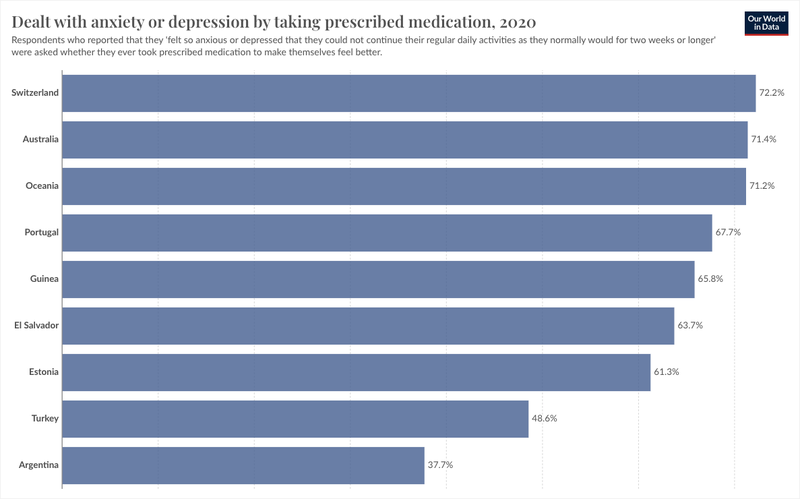 Dealt with anxiety or depression by taking prescribed medication, 2020
Our World
in Data
Respondents who reported that they 'felt so anxious or depressed that they could not continue their regular daily activities as they normally would for two weeks or longer'
were asked whether they ever took prescribed medication to make themselves feel better.
Switzerland 72.2%
Australia 71.4%
Oceania 71.2%
Portugal 67.7%
Guinea 65.8%
El Salvador 63.7%
Estonia 61.3%
Turkey 48.6%
Argentina 37.7%